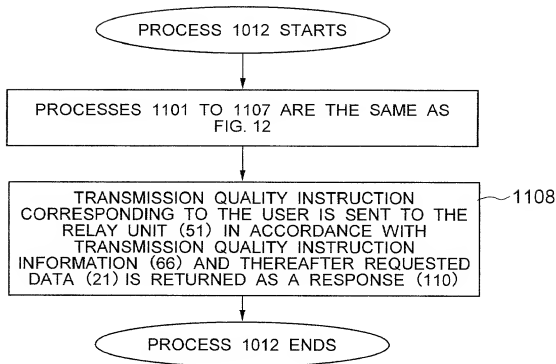 PROCESS 1012 STARTS
PROCESSES 1101 TO 1107 ARE THE SAME AS
FIG. 12
TRANSMISSION QUALITY INSTRUCTION
CORRESPONDING TO THE USER IS SENT TO THE
RELAY UNIT (51) IN ACCORDANCE WITH
TRANSMISSION QUALITY INSTRUCTION
INFORMATION (66) AND THEREAFTER REQUESTED
DATA (21) IS RETURNED AS A RESPONSE (110)
1108
PROCESS 1012 ENDS